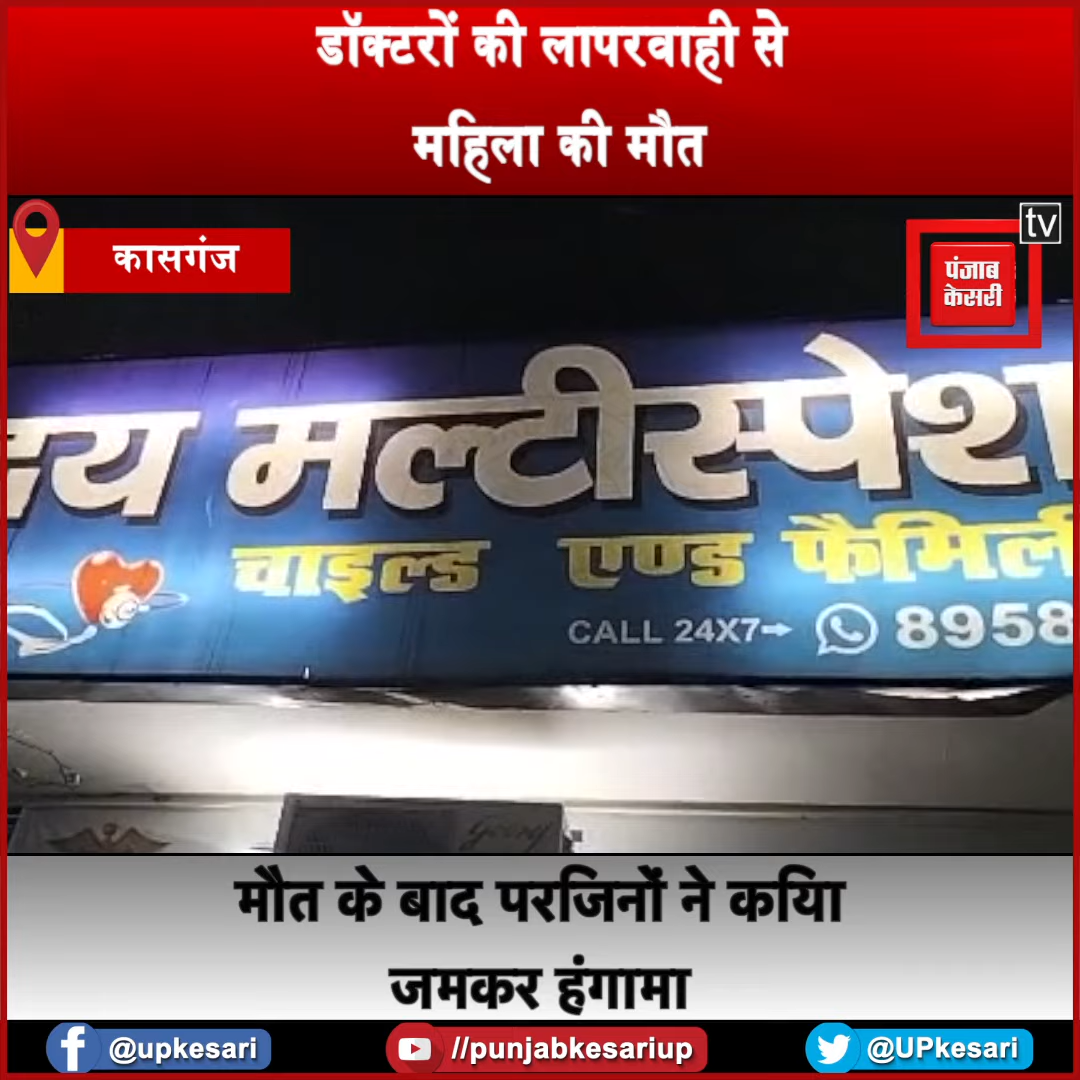 डॉक्टरों की लापरवाही से
महिला की मौत
कासगंज
tv
पंजाब
केसरी
मल्टीस्पेश
चाइल्ड एण्ड फैमिली
CALL 24X7 8958
मौत के बाद परजिनों ने कयिा
जमकर हंगामा
@upkesari //punjabkesariup @UPkesari